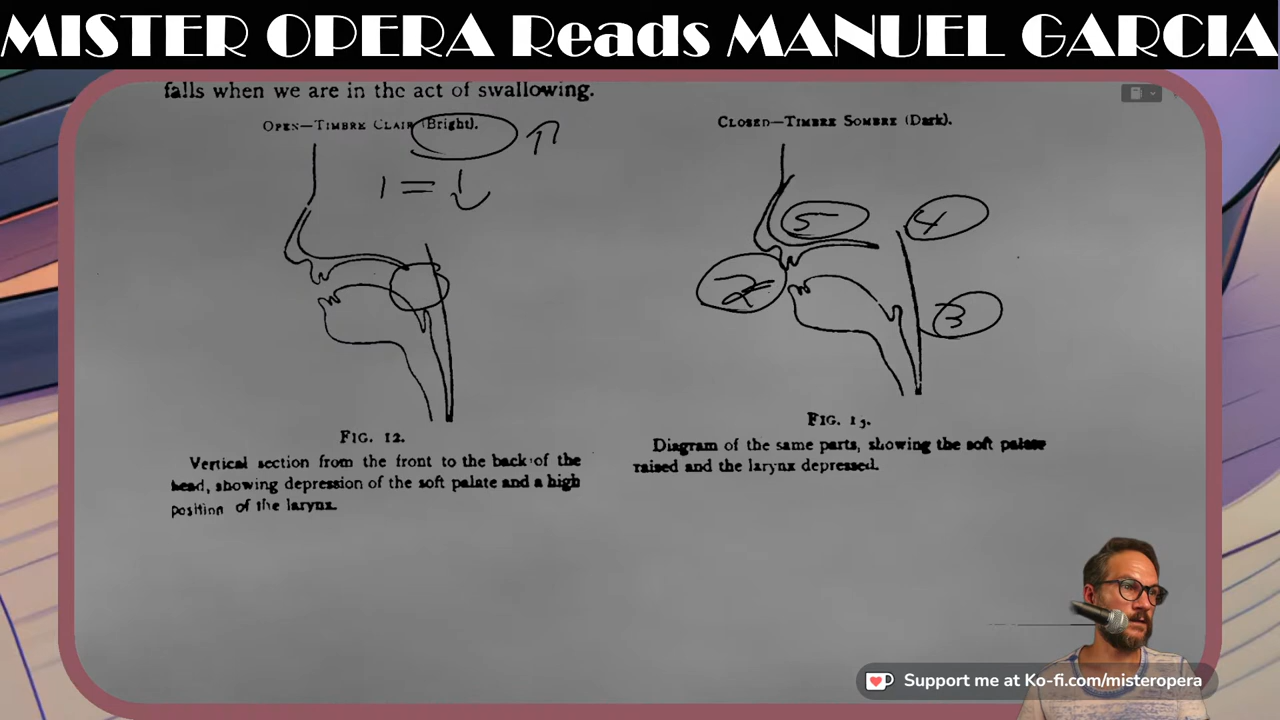 MISTER OPERA Reads MANUEL GARCIA
falls when we are in the act of swallowing.
OPEN—TIMBRE CLAIR (Bright).
1 =
FIG. 12.
Vertical section from the front to the back of the
head, showing depression of the soft palate and a high
position of the larynx.
CLOSED—TIMBRE SOMBRE (Dark).
5
4
2
3
FIG. 13.
Diagram of the same parts, showing the soft palate
raised and the larynx depressed.
Support me at Ko-fi.com/misteropera